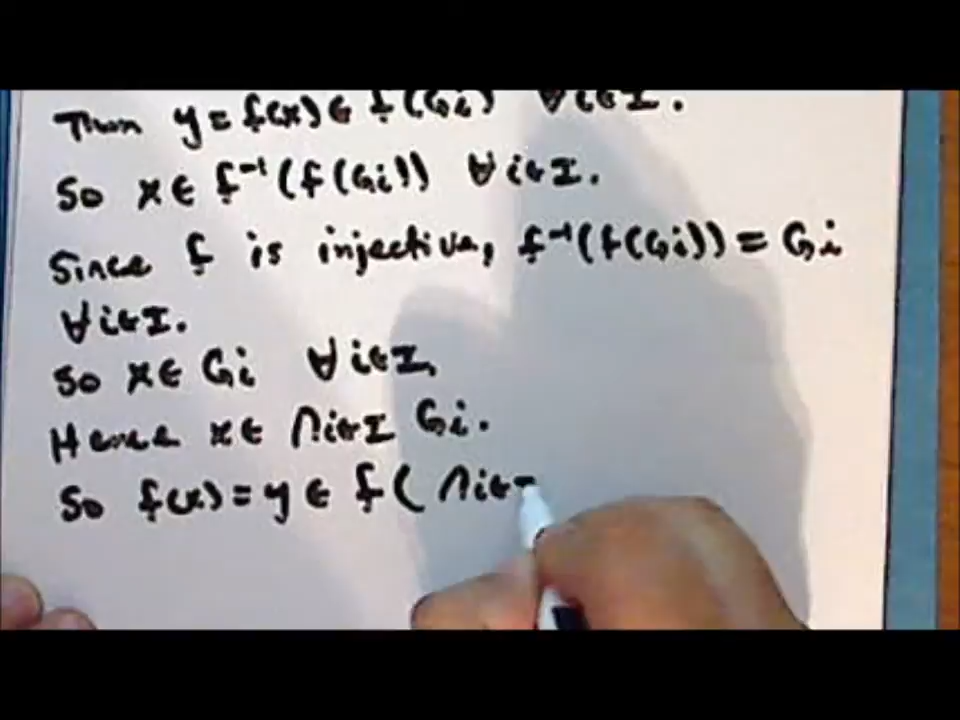 Then y = f(x) ∈ f(Gi) ∀i∈I.
So x ∈ f⁻¹(f(Gi)) ∀i∈I.
Since f is injective, f⁻¹(f(Gi)) = Gi
∀i∈I.
So x ∈ Gi ∀i∈I,
Hence x ∈ ∩i∈I Gi.
So f(x) = y ∈ f( ∩i∈